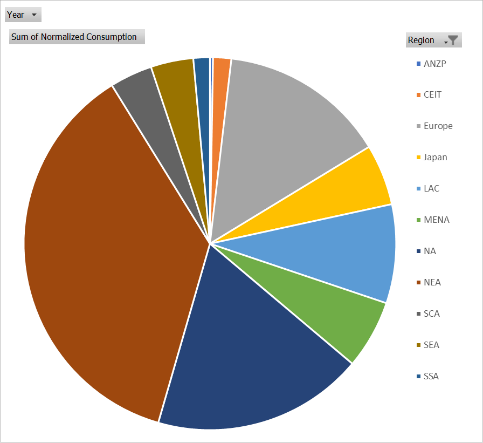 Year
Sum of Normalized Consumption
Region
ANZP
CEIT
Europe
Japan
LAC
MENA
NA
NEA
SCA
SEA
SSA